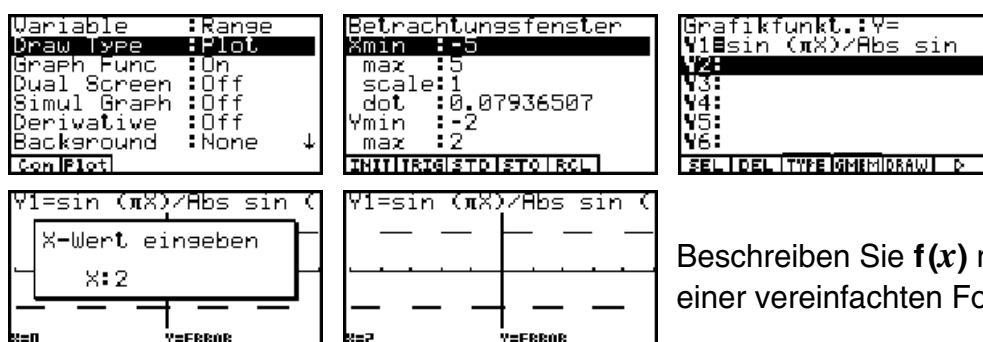 Variable :Range
Draw Type :Plot
Graph Func :On
Dual Screen :Off
Simul Graph :Off
Derivative :Off
Background :None ↓
Con Plot
Betrachtungsfenster
Xmin :-5
max :5
scale:1
dot :0.07936507
Ymin :-2
max :2
INIT TRIG STD STO RCL
Grafikfunkt.:Y=
Y1=sin (πX)/Abs sin
Y2:
Y3:
Y4:
Y5:
Y6:
SEL DEL TYPE GMEM DRAW D
Y1=sin (πX)/Abs sin (
X-Wert eingeben
X:2
X=0 Y=ERROR
Y1=sin (πX)/Abs sin (
X=2 Y=ERROR
Beschreiben Sie f(x)
einer vereinfachten